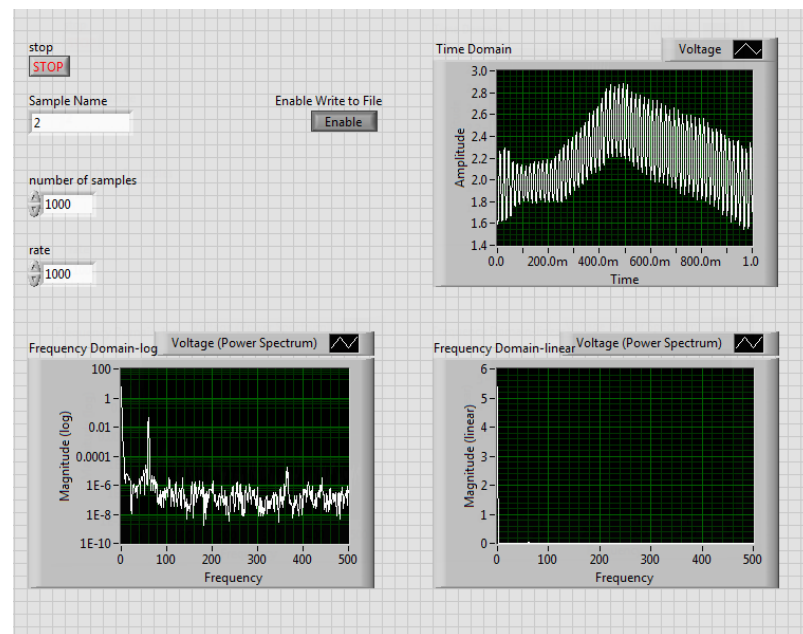 stop
STOP
Sample Name
2
Enable Write to File
Enable
number of samples
1000
rate
1000
Time Domain
Voltage
Amplitude
3.0
2.8
2.6
2.4
2.2
2.0
1.8
1.6
1.4
0.0 200.0m 400.0m 600.0m 800.0m 1.0
Time
Frequency Domain-log
Voltage (Power Spectrum)
Magnitude (log)
100
1
0.01
0.0001
1E-6
1E-8
1E-10
0 100 200 300 400 500
Frequency
Frequency Domain-linear
Voltage (Power Spectrum)
Magnitude (linear)
6
5
4
3
2
1
0
0 100 200 300 400 500
Frequency